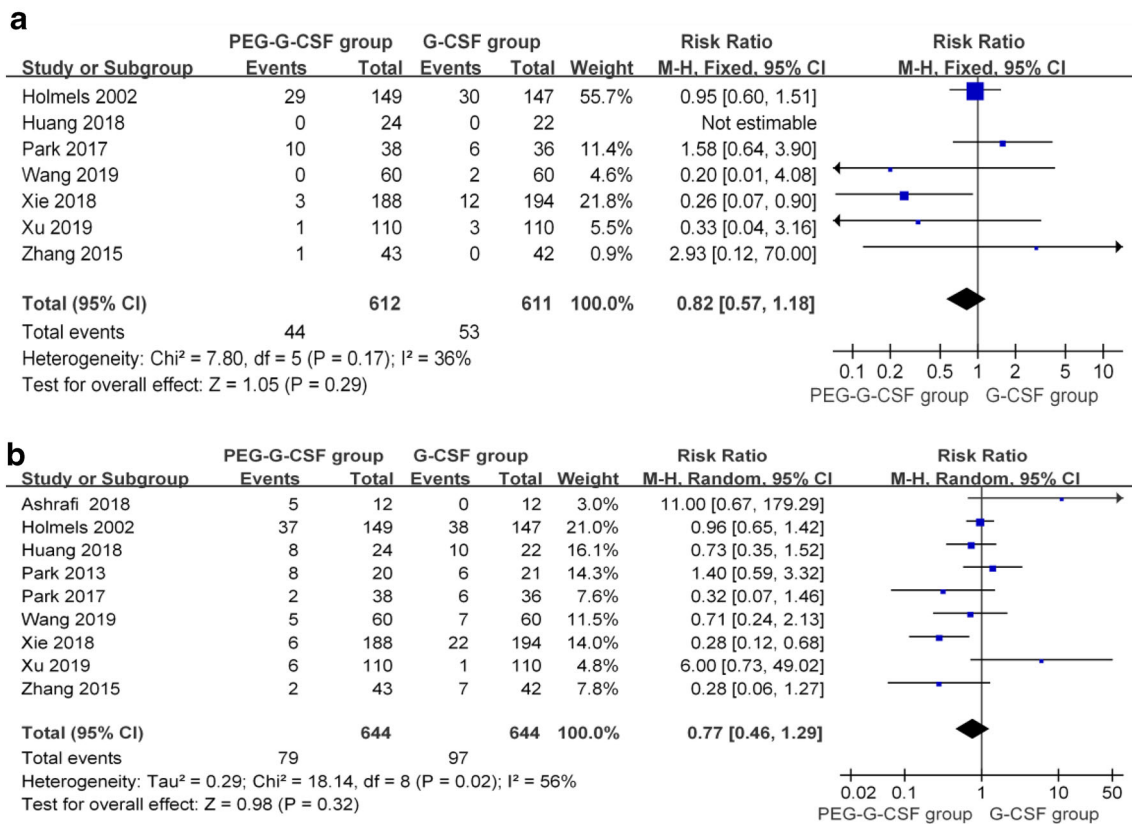 a
PEG-G-CSF group G-CSF group Risk Ratio Risk Ratio
Study or Subgroup Events Total Events Total Weight M-H, Fixed, 95% CI M-H, Fixed, 95% CI
Holmels 2002 29 149 30 147 55.7% 0.95 [0.60, 1.51]
Huang 2018 0 24 0 22 Not estimable
Park 2017 10 38 6 36 11.4% 1.58 [0.64, 3.90]
Wang 2019 0 60 2 60 4.6% 0.20 [0.01, 4.08]
Xie 2018 3 188 12 194 21.8% 0.26 [0.07, 0.90]
Xu 2019 1 110 3 110 5.5% 0.33 [0.04, 3.16]
Zhang 2015 1 43 0 42 0.9% 2.93 [0.12, 70.00]
Total (95% CI) 612 611 100.0% 0.82 [0.57, 1.18]
Total events 44 53
Heterogeneity: Chi² = 7.80, df = 5 (P = 0.17); I² = 36%
Test for overall effect: Z = 1.05 (P = 0.29)
0.1 0.2 0.5 1 2 5 10
PEG-G-CSF group G-CSF group
b
PEG-G-CSF group G-CSF group Risk Ratio Risk Ratio
Study or Subgroup Events Total Events Total Weight M-H, Random, 95% CI M-H, Random, 95% CI
Ashrafi 2018 5 12 0 12 3.0% 11.00 [0.67, 179.29]
Holmels 2002 37 149 38 147 21.0% 0.96 [0.65, 1.42]
Huang 2018 8 24 10 22 16.1% 0.73 [0.35, 1.52]
Park 2013 8 20 6 21 14.3% 1.40 [0.59, 3.32]
Park 2017 2 38 6 36 7.6% 0.32 [0.07, 1.46]
Wang 2019 5 60 7 60 11.5% 0.71 [0.24, 2.13]
Xie 2018 6 188 22 194 14.0% 0.28 [0.12, 0.68]
Xu 2019 6 110 1 110 4.8% 6.00 [0.73, 49.02]
Zhang 2015 2 43 7 42 7.8% 0.28 [0.06, 1.27]
Total (95% CI) 644 644 100.0% 0.77 [0.46, 1.29]
Total events 79 97
Heterogeneity: Tau² = 0.29; Chi² = 18.14, df = 8 (P = 0.02); I² = 56%
Test for overall effect: Z = 0.98 (P = 0.32)
0.02 0.1 1 10 50
PEG-G-CSF group G-CSF group